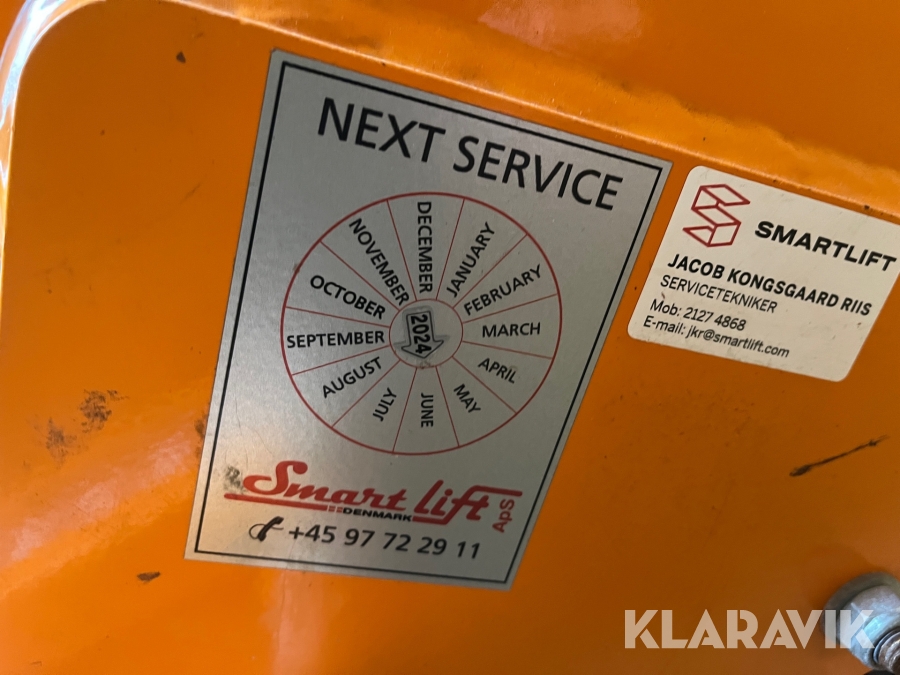 NEXT SERVICE
DECEMBER
JANUARY
FEBRUARY
MARCH
APRIL
MAY
JUNE
JULY
AUGUST
SEPTEMBER
OCTOBER
NOVEMBER
2024
Smart lift ApS
DENMARK
+45 97 72 29 11
SMARTLIFT
JACOB KONGSGAARD RIIS
SERVICETEKNIKER
Mob: 2127 4868
E-mail: jkr@smartlift.com
KLARAVIK